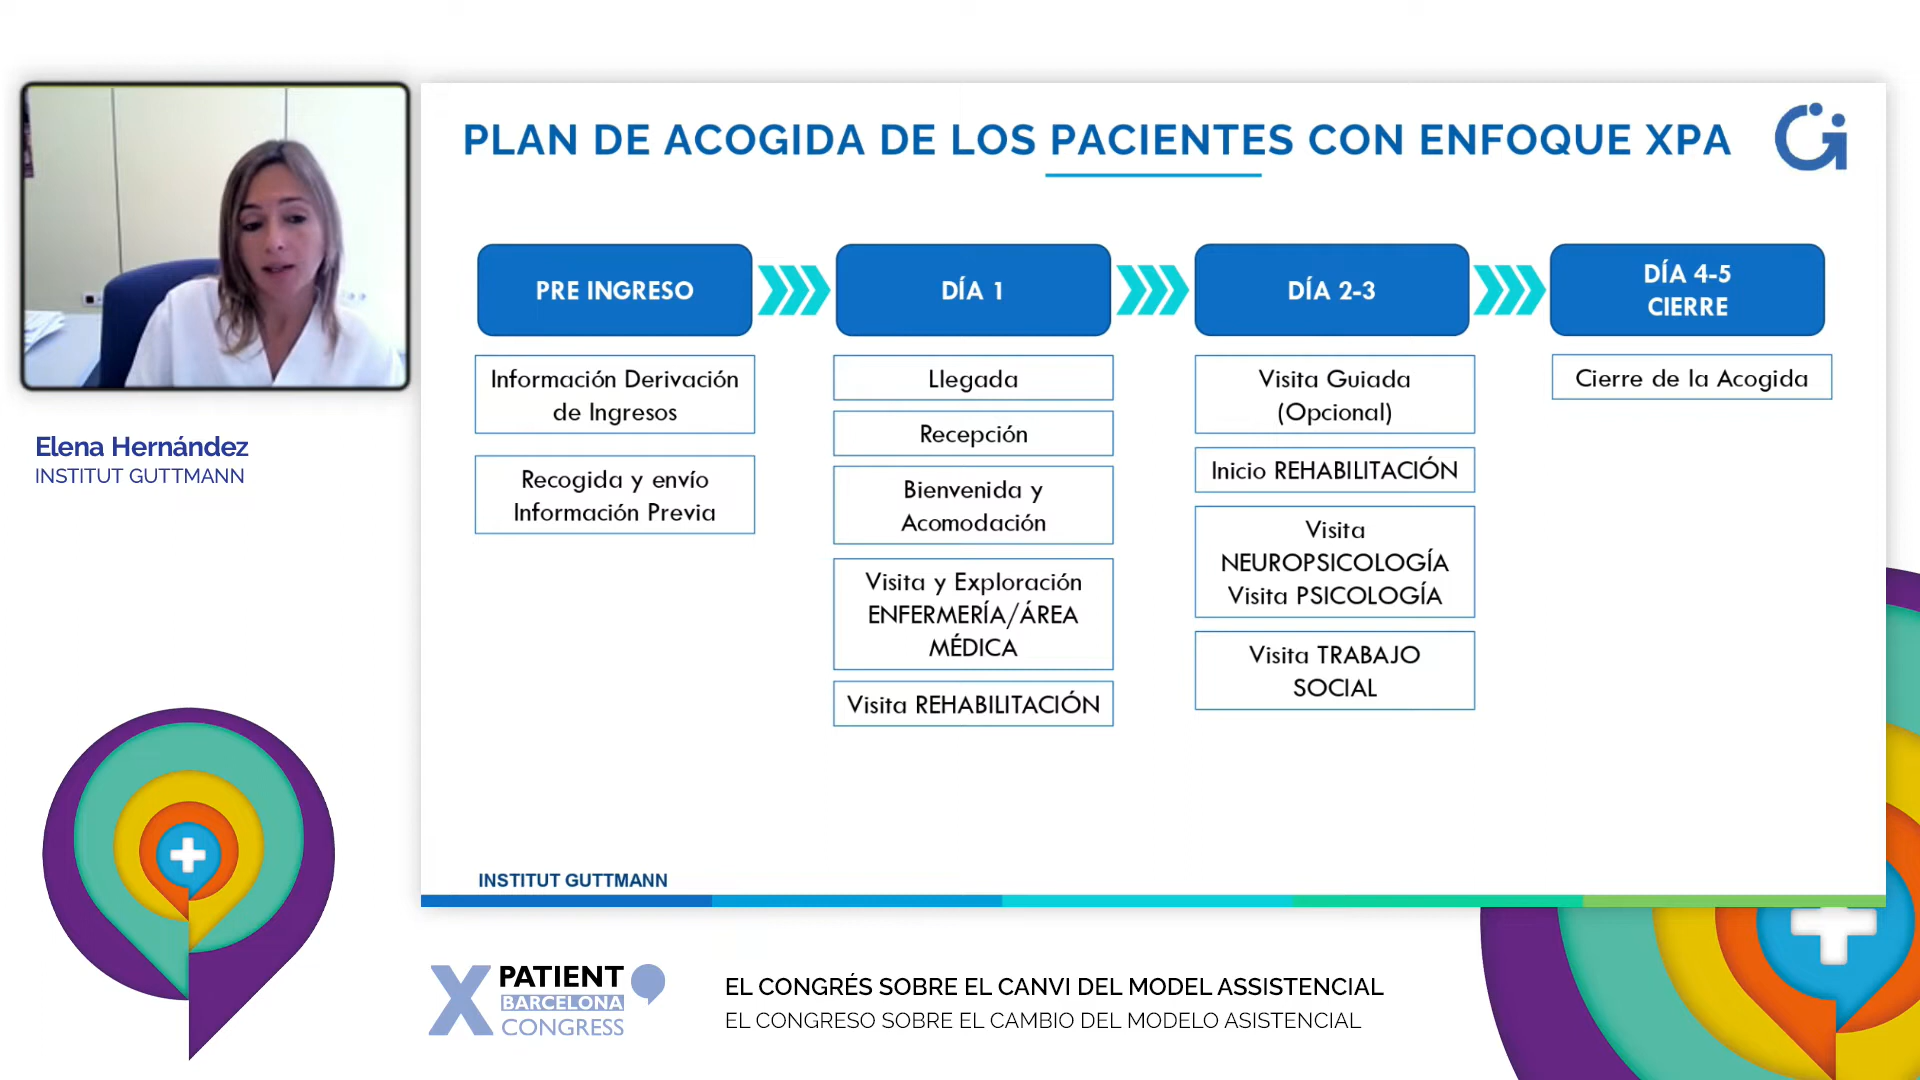 PLAN DE ACOGIDA DE LOS PACIENTES CON ENFOQUE XPA
PRE INGRESO
Información Derivación
de Ingresos
Recogida y envío
Información Previa
DÍA 1
Llegada
Recepción
Bienvenida y
Acomodación
Visita y Exploración
ENFERMERÍA/ÁREA
MÉDICA
Visita REHABILITACIÓN
DÍA 2-3
Visita Guiada
(Opcional)
Inicio REHABILITACIÓN
Visita
NEUROPSICOLOGÍA
Visita PSICOLOGÍA
Visita TRABAJO
SOCIAL
DÍA 4-5
CIERRE
Cierre de la Acogida
Elena Hernández
INSTITUT GUTTMANN
INSTITUT GUTTMANN
X PATIENT
BARCELONA
CONGRESS
EL CONGRÉS SOBRE EL CANVI DEL MODEL ASSISTENCIAL
EL CONGRESO SOBRE EL CAMBIO DEL MODELO ASISTENCIAL